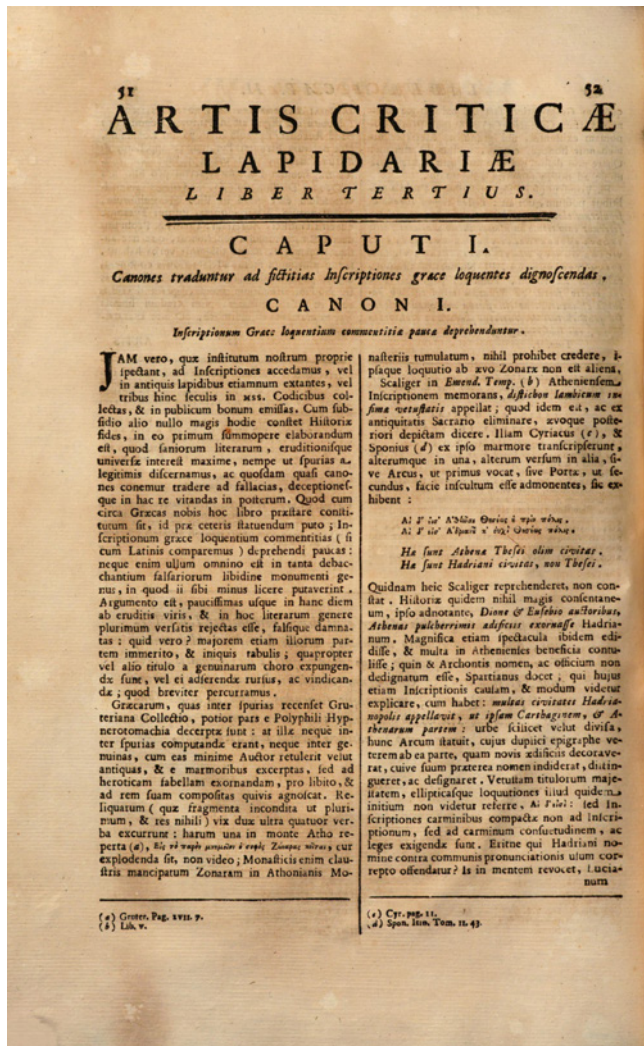 51
52
ARTIS CRITICÆ
LAPIDARIÆ
LIBER TERTIUS.
CAPUT I.
Canones traduntur ad fictitias Inſcriptiones græce loquentes dignoſcendas.
CANON I.
Inſcriptionum Græce loquentium commentitiæ paucæ deprehenduntur.
JAM vero, quæ inſtitutum noſtrum proprie
ſpectant, ad Inſcriptiones accedamus, vel
in antiquis lapidibus etiamnum extantes, vel
tribus hinc ſeculis in MSS. Codicibus col-
lectas, & in publicum bonum emiſſas. Cum ſub-
ſidio alio nullo magis hodie conſtet Hiſtoriæ
fides, in eo primum ſummopere elaborandum
eſt, quod ſaniorum literarum, eruditioniſque
univerſæ intereſt maxime, nempe ut ſpurias a
legitimis diſcernamus, ac quoſdam quaſi cano-
nes conemur tradere ad fallacias, deceptioneſ-
que in hac re vitandas in poſterum. Quod cum
circa Græcas nobis hoc libro præſtare conſti-
tutum ſit, id præ ceteris ſtatuendum puto; In-
ſcriptionum græce loquentium commentitias (ſi
cum Latinis comparemus) deprehendi paucas:
neque enim ullum omnino eſt in tanta debac-
chantium falſariorum libidine monumenti ge-
nus, in quod ii ſibi minus licere putaverint.
Argumento eſt, pauciſſimas uſque in hanc diem
ab eruditis viris, & in hoc literarum genere
plurimum verſatis rejectas eſſe, falſique damna-
tas: quid vero? majorem etiam illorum par-
tem immerito, & iniquis tabulis; quapropter
vel alio titulo a genuinarum choro expungen-
dæ ſunt, vel ei adſerendæ rurſus, ac vindican-
dæ; quod breviter percurramus.
Græcarum, quas inter ſpurias recenſet Gru-
teriana Collectio, potior pars e Polyphili Hyp-
nerotomachia decerptæ ſunt: at illæ neque in-
ter ſpurias computandæ erant, neque inter ge-
nuinas, cum eas minime Auctor retulerit velut
antiquas, & e marmoribus excerptas, ſed ad
heroticam fabellam exornandam, pro libito, &
ad rem ſuam compoſitas quivis agnoſcat. Re-
liquarum (quæ fragmenta incondita ut pluri-
mum, & res nihili) vix duæ ultra quatuor ver-
ba excurrunt: harum una in monte Atho re-
perta (a), cur
explodenda ſit, non video; Monaſticis enim clau-
ſtris mancipatum Zonaram in Athonianis Mo-
(a) Gruter. Pag. XVII. 7.
(b) Lib. V.
naſteriis tumulatum, nihil prohibet credere, i-
pſaque loquutio ab ævo Zonaræ non eſt aliena,
Scaliger in Emend. Temp. (b) Athenienſem
Inſcriptionem memorans, diſtichon Iambicum in-
fimæ vetuſtatis appellat; quod idem eſt, ac ex
antiquitatis Sacrario eliminare, ævoque poſte-
riori depictam dicere. Illam Cyriacus (c), &
Sponius (d) ex ipſo marmore tranſcripſerunt,
alterumque in una, alterum verſum in alia, ſi-
ve Arcus, ut primus vocat, ſive Portæ, ut ſe-
cundus, facie inſculptum eſſe admonentes, ſic ex-
hibent:
Hæ ſunt Athenæ Theſei olim civitas.
Hæ ſunt Hadriani civitas, non Theſei.
Quidnam heic Scaliger reprehenderet, non con-
ſtat. Hiſtoriæ quidem nihil magis conſentane-
um, ipſo adnotante, Dione & Euſebio auctoribus,
Athenas pulcherrimis ædificiis exornaſſe Hadria-
num. Magnifica etiam ſpectacula ibidem edi-
diſſe, & multa in Athenienſes beneficia contu-
liſſe; quin & Archontis nomen, ac officium non
dedignatum eſſe, Spartianus docet; qui hujus
etiam Inſcriptionis cauſam, & modum videtur
explicare, cum habet: multas civitates Hadria-
nopolis appellavit, ut ipſam Carthaginem, & A-
thenarum partem: urbe ſcilicet velut diviſa,
hunc Arcum ſtatuit, cujus duplici epigraphe ve-
terem ab ea parte, quam novis ædificiis decorave-
rat, cuive ſuum præterea nomen indiderat, diſtin-
gueret, ac deſignaret. Vetuſtam titulorum maje-
ſtatem, ellipticaſque loquutiones illud quidem
initium non videtur referre, : ſed In-
ſcriptiones carminibus compactæ non ad Inſcri-
ptionum, ſed ad carminum conſuetudinem, ac
leges exigendæ ſunt. Eritne qui Hadriani no-
mine contra communis pronunciationis uſum cor-
repto offendatur? Is in mentem revocet, Lucia-
num
(c) Cyr. pag. 11.
(d) Spon. Itin. Tom. II. 43.